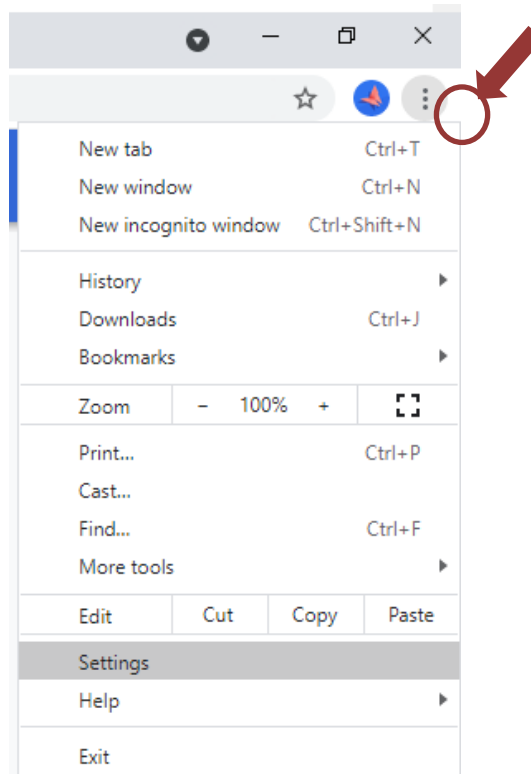 New tab Ctrl+T
New window Ctrl+N
New incognito window Ctrl+Shift+N
History
Downloads Ctrl+J
Bookmarks
Zoom - 100% +
Print... Ctrl+P
Cast...
Find... Ctrl+F
More tools
Edit Cut Copy Paste
Settings
Help
Exit